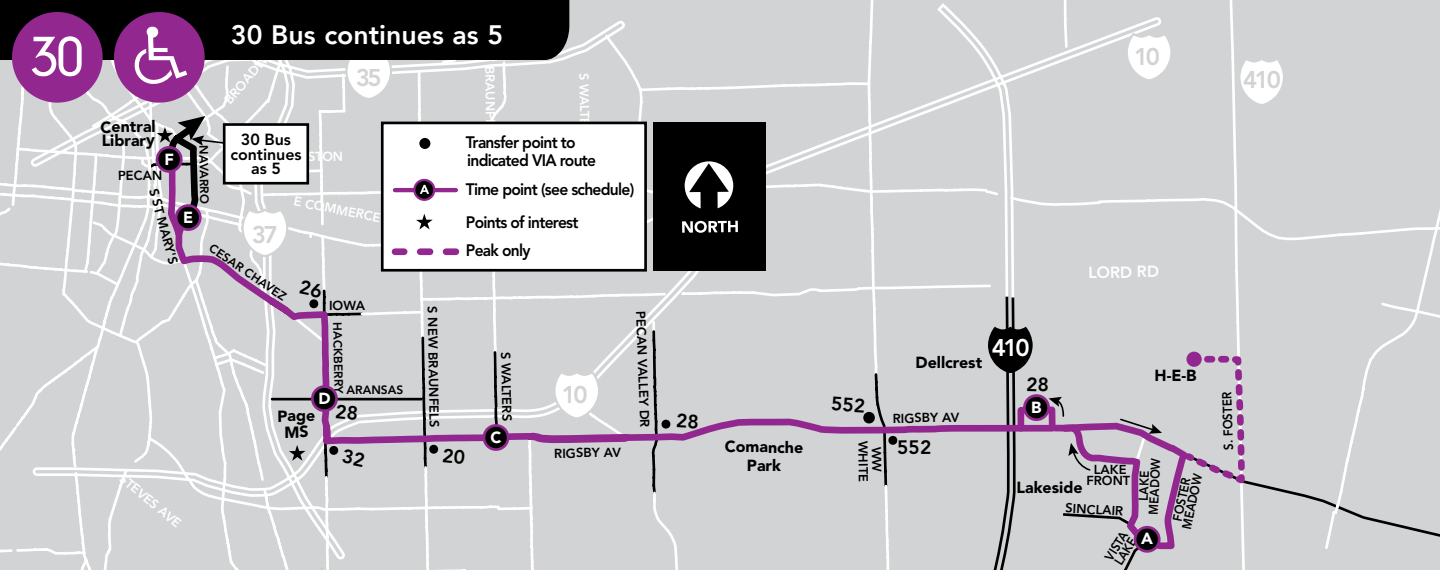 30
30 Bus continues as 5
35
BROAD
BRAUN
S WALT
10
410
Central
Library
F
PECAN
NAVARRO
30 Bus
continues
as 5
STON
E COMMERCE
E
S ST MARY'S
37
CESAR CHAVEZ
Transfer point to
indicated VIA route
A
Time point (see schedule)
Points of interest
Peak only
NORTH
LORD RD
26
IOWA
HACKBERRY
S NEW BRAUNFELS
S WALTERS
PECAN VALLEY DR
D
ARANSAS
28
Page
MS
32
20
C
10
RIGSBY AV
28
Comanche
Park
552
RIGSBY AV
552
WW
WHITE
Dellcrest
410
28
B
H-E-B
S. FOSTER
LAKE
FRONT
LAKE
MEADOW
FOSTER
MEADOW
Lakeside
SINCLAIR
VISTA
LAKE
A
STEVES AVE